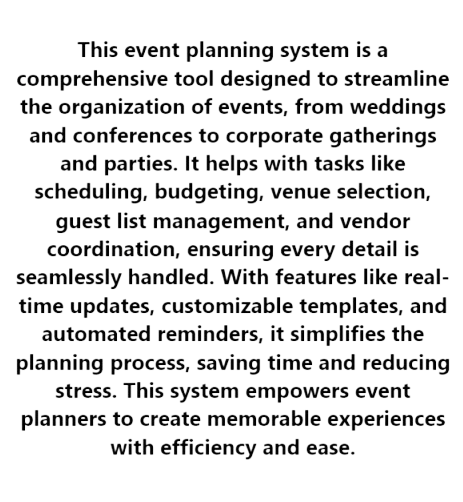 This event planning system is a
comprehensive tool designed to streamline
the organization of events, from weddings
and conferences to corporate gatherings
and parties. It helps with tasks like
scheduling, budgeting, venue selection,
guest list management, and vendor
coordination, ensuring every detail is
seamlessly handled. With features like real-
time updates, customizable templates, and
automated reminders, it simplifies the
planning process, saving time and reducing
stress. This system empowers event
planners to create memorable experiences
with efficiency and ease.